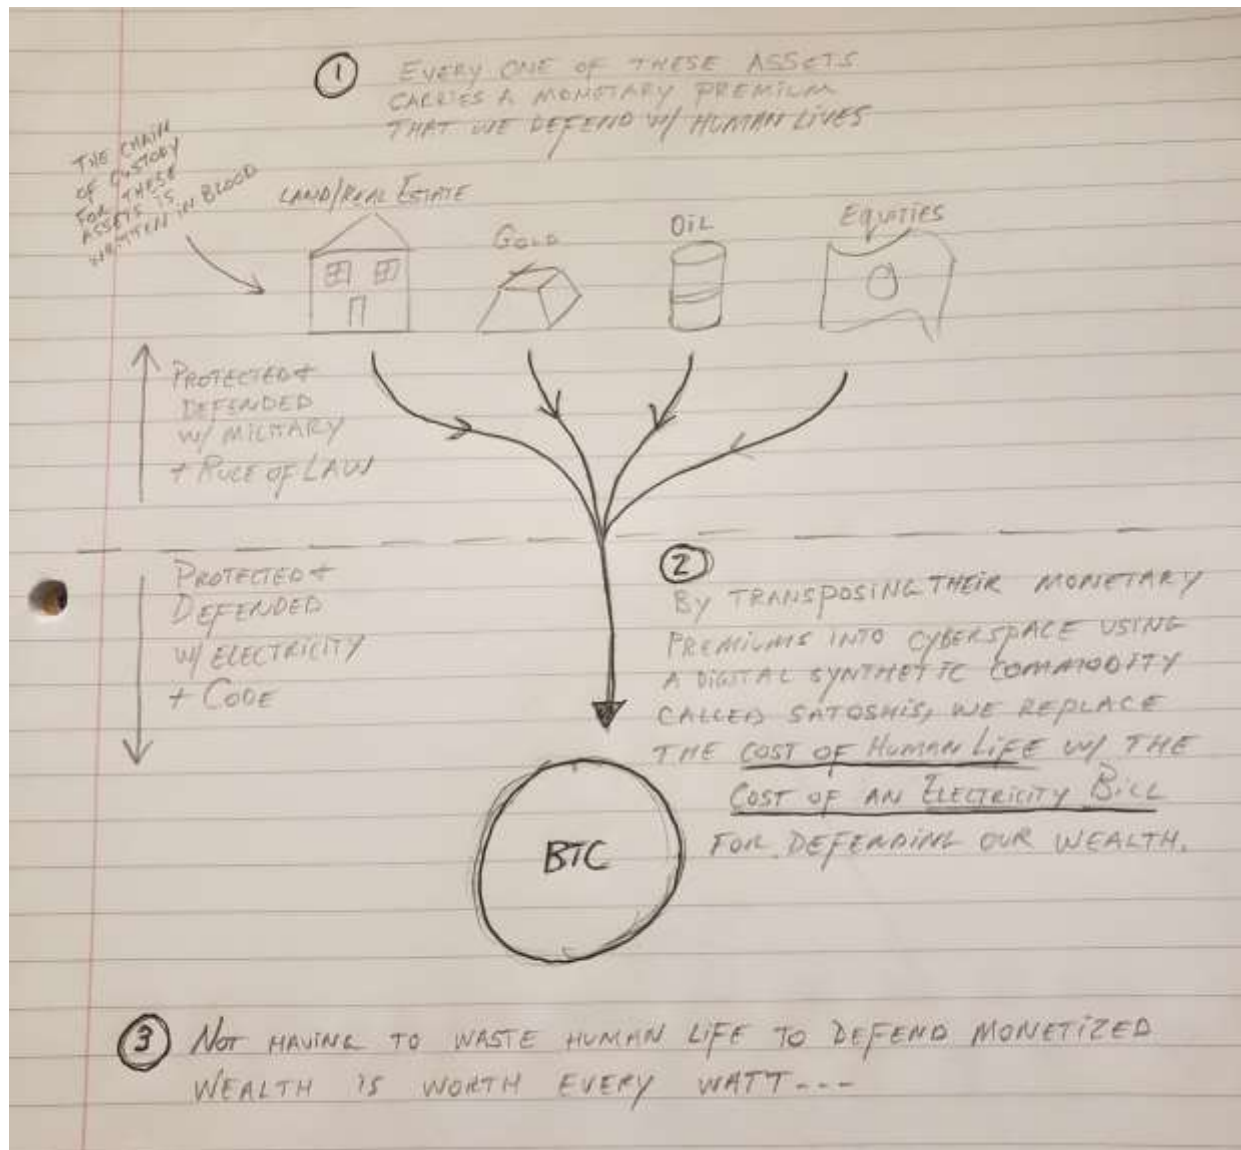 ① EVERY ONE OF THESE ASSETS
CARRIES A MONETARY PREMIUM
THAT WE DEFEND W/ HUMAN LIVES
THE CHAIN
OF CUSTODY
FOR THESE
ASSETS IS
WRITTEN IN BLOOD
LAND/REAL ESTATE
GOLD
OIL
EQUITIES
PROTECTED +
DEFENDED
W/ MILITARY
+ RULE OF LAW
PROTECTED +
DEFENDED
W/ ELECTRICITY
+ CODE
②
BY TRANSPOSING THEIR MONETARY
PREMIUMS INTO CYBERSPACE USING
A DIGITAL SYNTHETIC COMMODITY
CALLED SATOSHIS, WE REPLACE
THE COST OF HUMAN LIFE W/ THE
COST OF AN ELECTRICITY BILL
FOR DEFENDING OUR WEALTH.
BTC
③ NOT HAVING TO WASTE HUMAN LIFE TO DEFEND MONETIZED
WEALTH IS WORTH EVERY WATT---